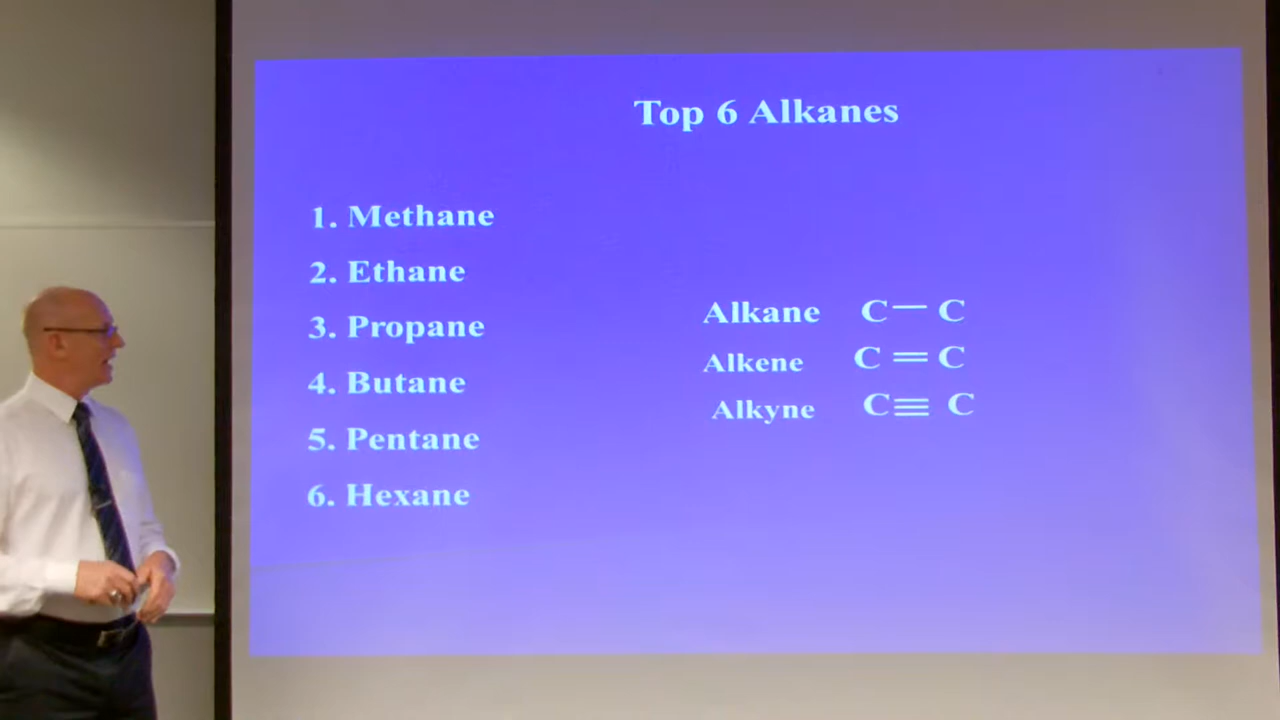 Top 6 Alkanes
1. Methane
2. Ethane
3. Propane
4. Butane
5. Pentane
6. Hexane
Alkane C — C
Alkene C = C
Alkyne C ≡ C